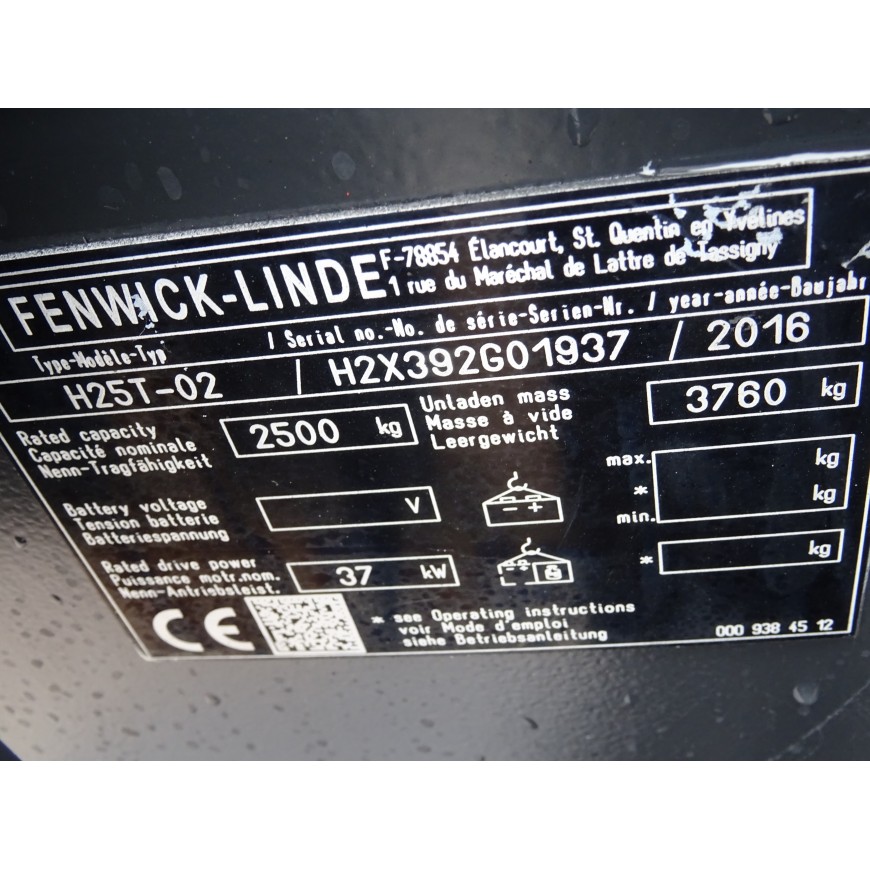 FENWICK-LINDE
F-78854 Élancourt, St. Quentin en Yvelines
1 rue du Maréchal de Lattre de Tassigny
Type-Modèle-Typ / Serial no.-No. de série-Serien-Nr. / year-année-Baujahr
H25T-02 / H2X392G01937 / 2016
Rated capacity
Capacité nominale
Nenn-Tragfähigkeit
2500 kg
Unladen mass
Masse à vide
Leergewicht
3760 kg
Battery voltage
Tension batterie
Batteriespannung
V
- +
max. kg
* kg
min.
Rated drive power
Puissance motr.nom.
Nenn-Antriebsleist.
37 kW
* kg
CE
* see Operating instructions
voir Mode d'emploi
siehe Betriebsanleitung
000 938 45 12